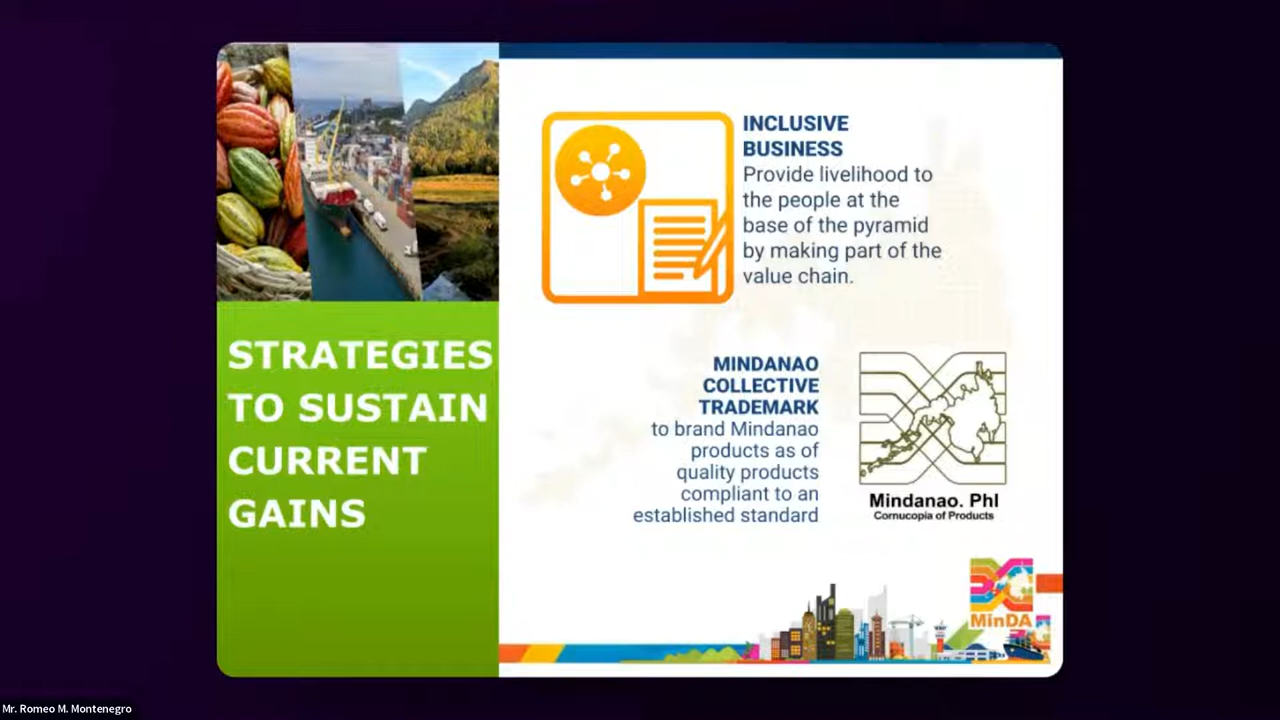 STRATEGIES
TO SUSTAIN
CURRENT
GAINS
INCLUSIVE
BUSINESS
Provide livelihood to
the people at the
base of the pyramid
by making part of the
value chain.
MINDANAO
COLLECTIVE
TRADEMARK
to brand Mindanao
products as of
quality products
compliant to an
established standard
Mindanao. PhI
Cornucopia of Products
MinDA
Mr. Romeo M. Montenegro